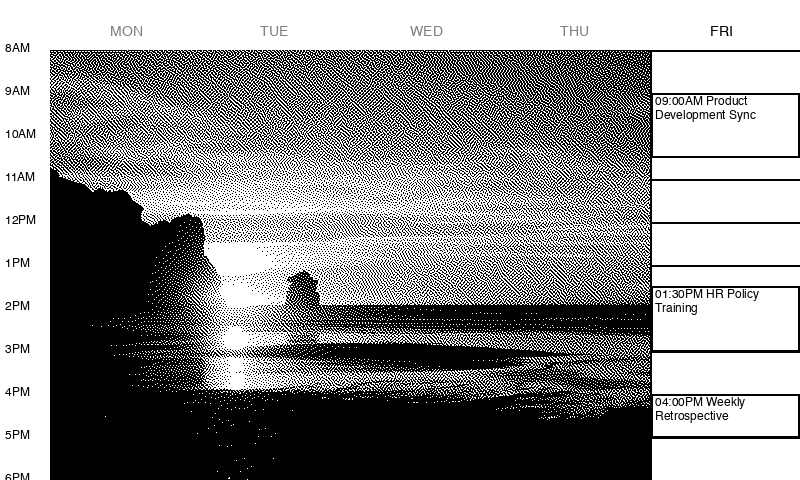 MON TUE WED THU FRI
8AM
9AM
09:00AM Product
Development Sync
10AM
11AM
12PM
1PM
01:30PM HR Policy
Training
2PM
3PM
4PM
04:00PM Weekly
Retrospective
5PM
6PM